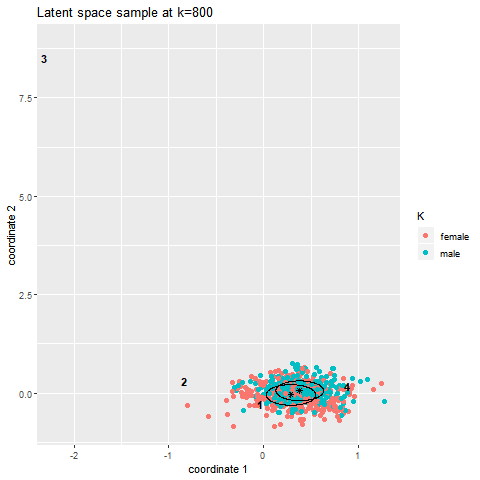 Latent space sample at k=800
3
7.5
5.0
2.5
0.0
2
4
1
-2
-1
0
1
coordinate 1
coordinate 2
K
female
male